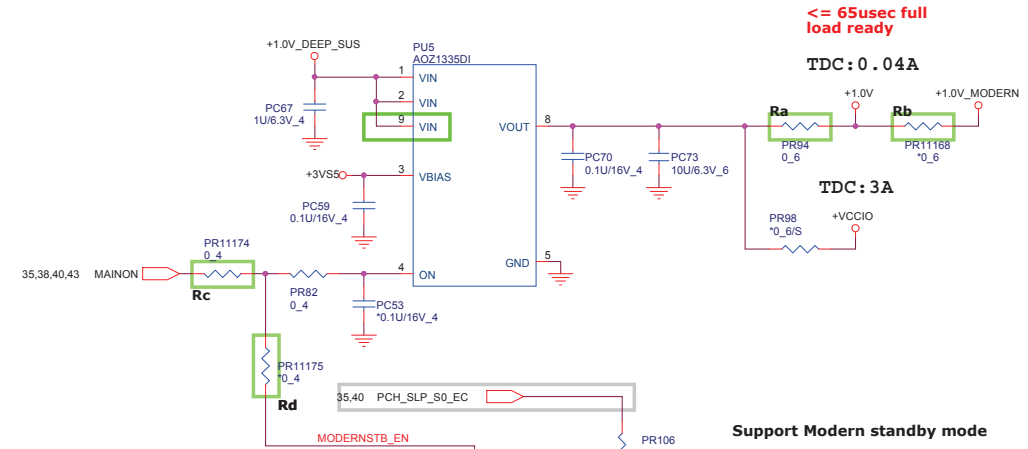 <= 65usec full
load ready
TDC:0.04A
+1.0V_DEEP_SUS
PU5
AOZ1335DI
1
VIN
2
VIN
9
VIN
PC67
1U/6.3V_4
VOUT
8
+1.0V
+1.0V_MODERN
Ra
PR94
0_6
Rb
PR11168
*0_6
PC70
0.1U/16V_4
PC73
10U/6.3V_6
+3VS5
3
VBIAS
PC59
0.1U/16V_4
TDC:3A
PR98
*0_6/S
+VCCIO
PR11174
0_4
35,38,40,43 MAINON
Rc
PR82
0_4
4
ON
GND
5
PC53
*0.1U/16V_4
PR11175
*0_4
Rd
35,40 PCH_SLP_S0_EC
MODERNSTB_EN
PR106
Support Modern standby mode